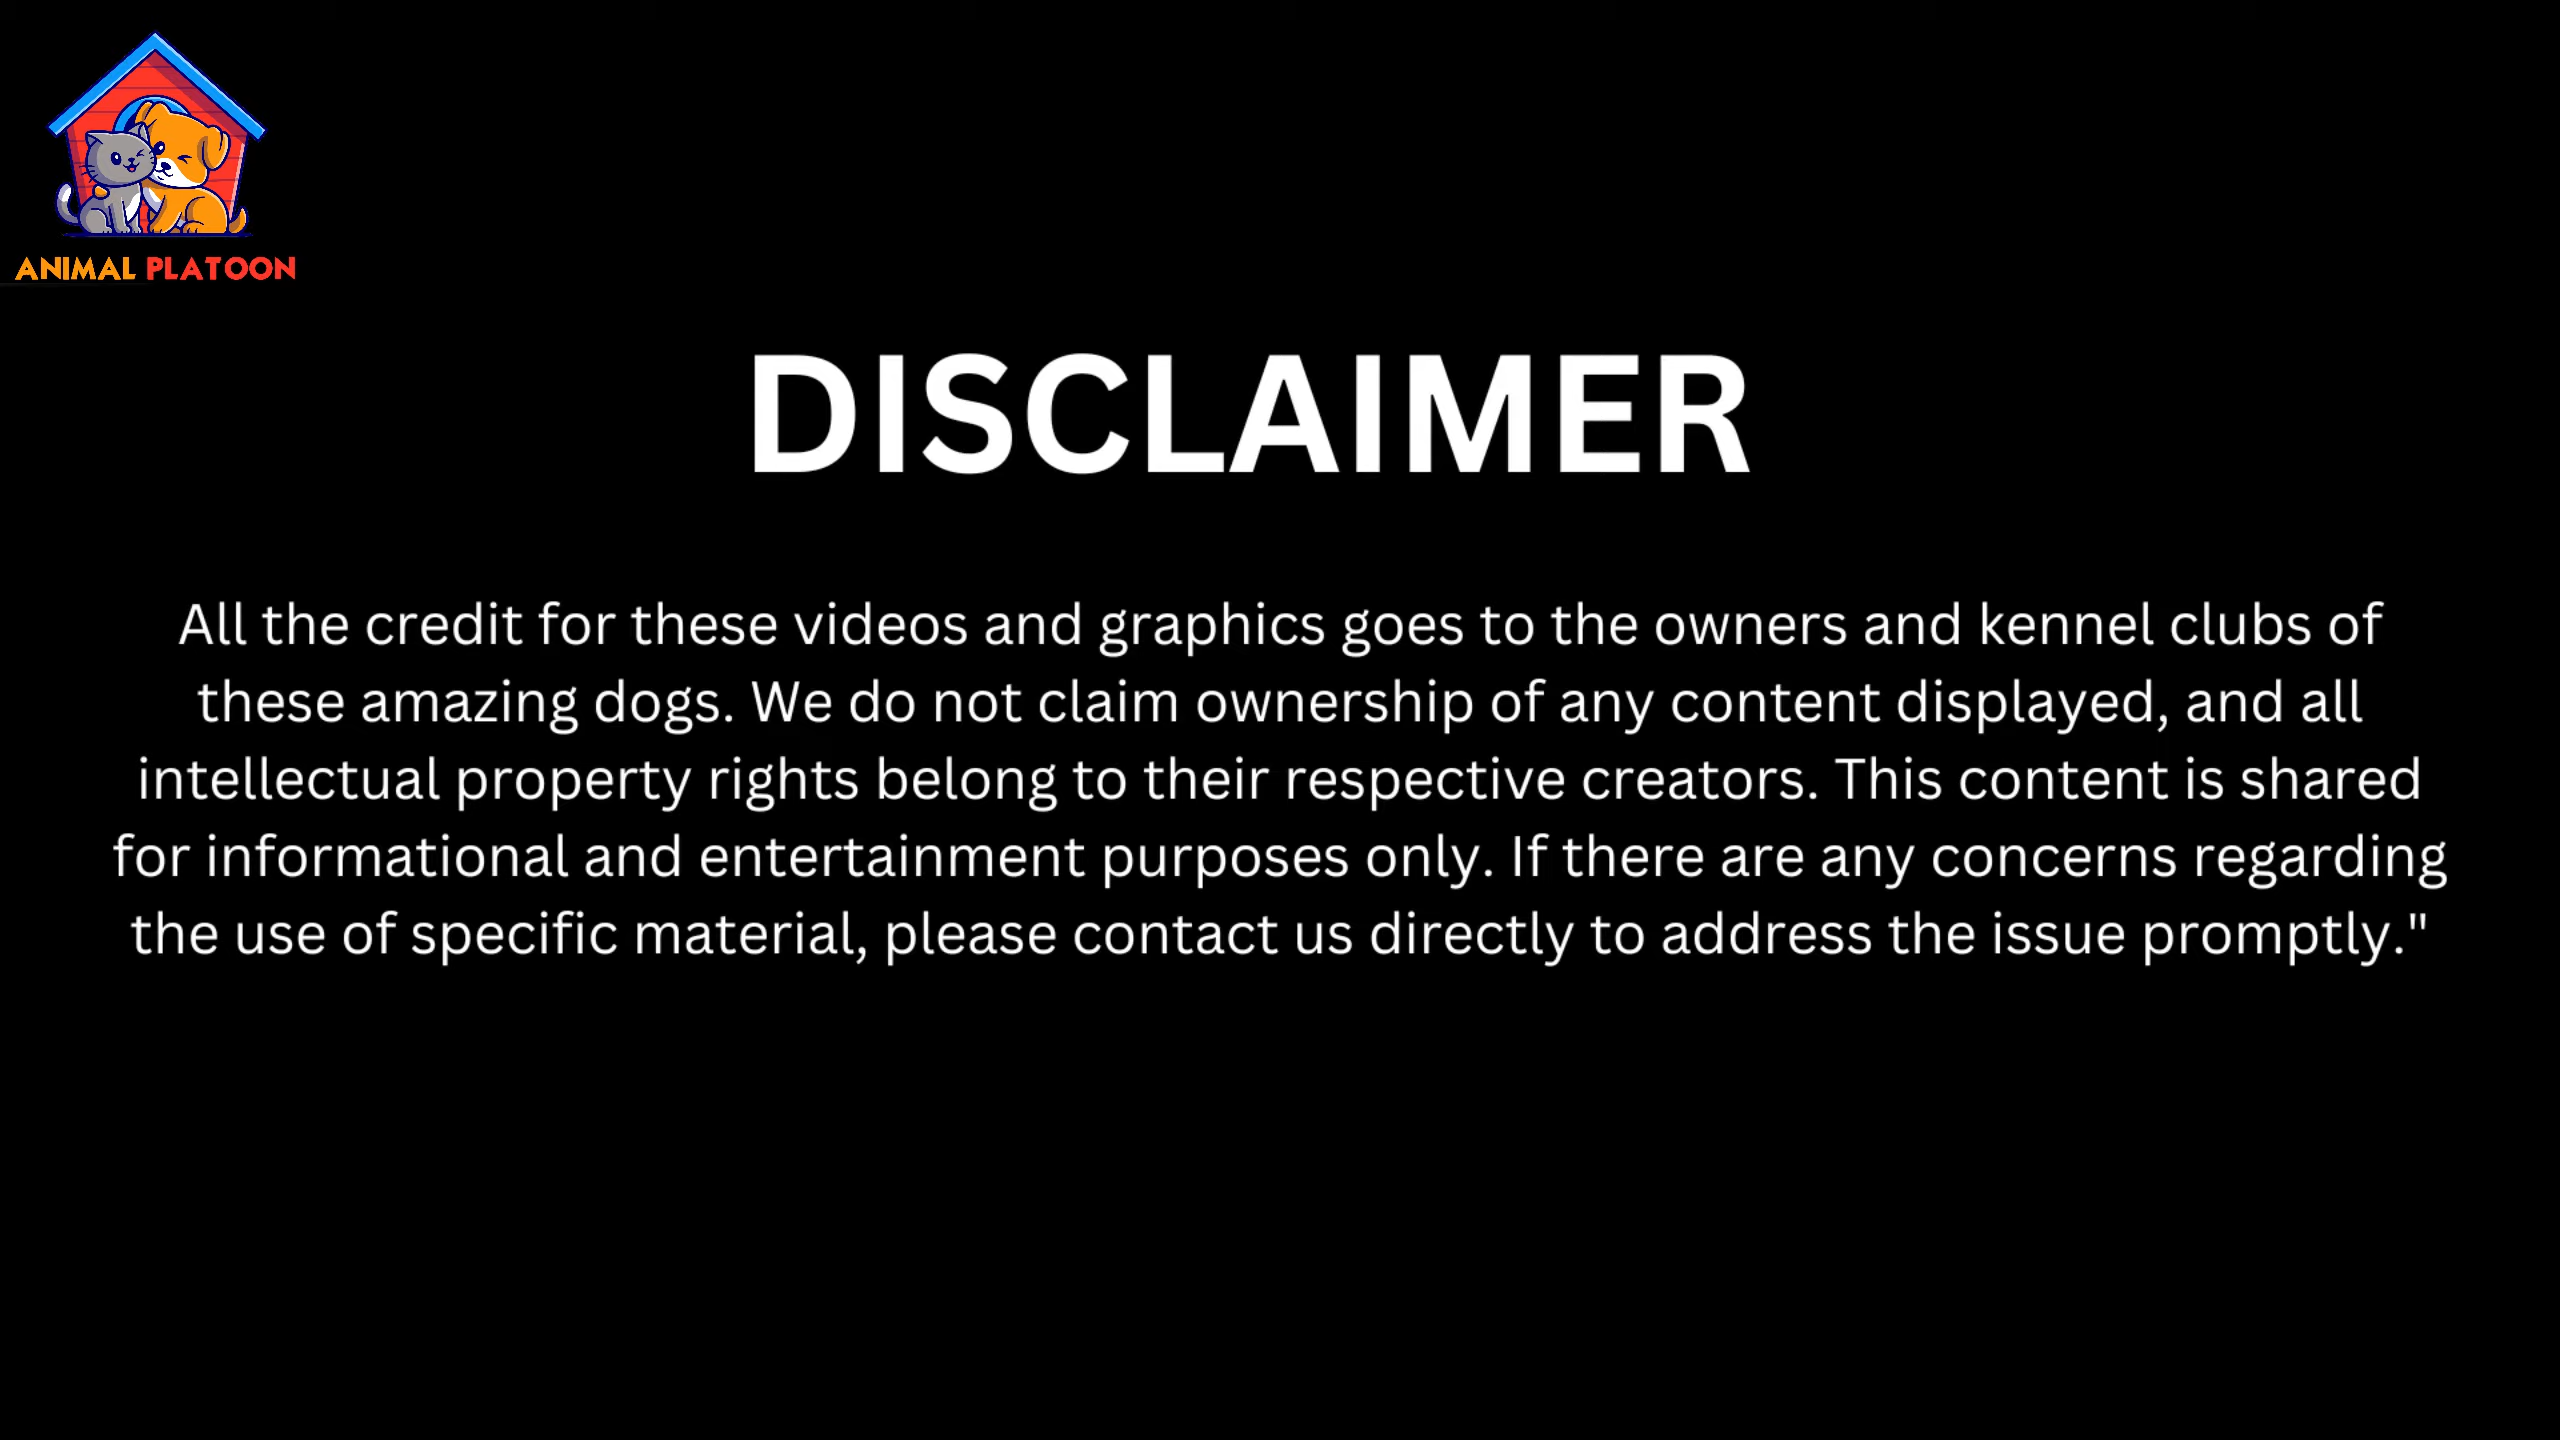 ANIMAL PLATOON
DISCLAIMER
All the credit for these videos and graphics goes to the owners and kennel clubs of
these amazing dogs. We do not claim ownership of any content displayed, and all
intellectual property rights belong to their respective creators. This content is shared
for informational and entertainment purposes only. If there are any concerns regarding
the use of specific material, please contact us directly to address the issue promptly."